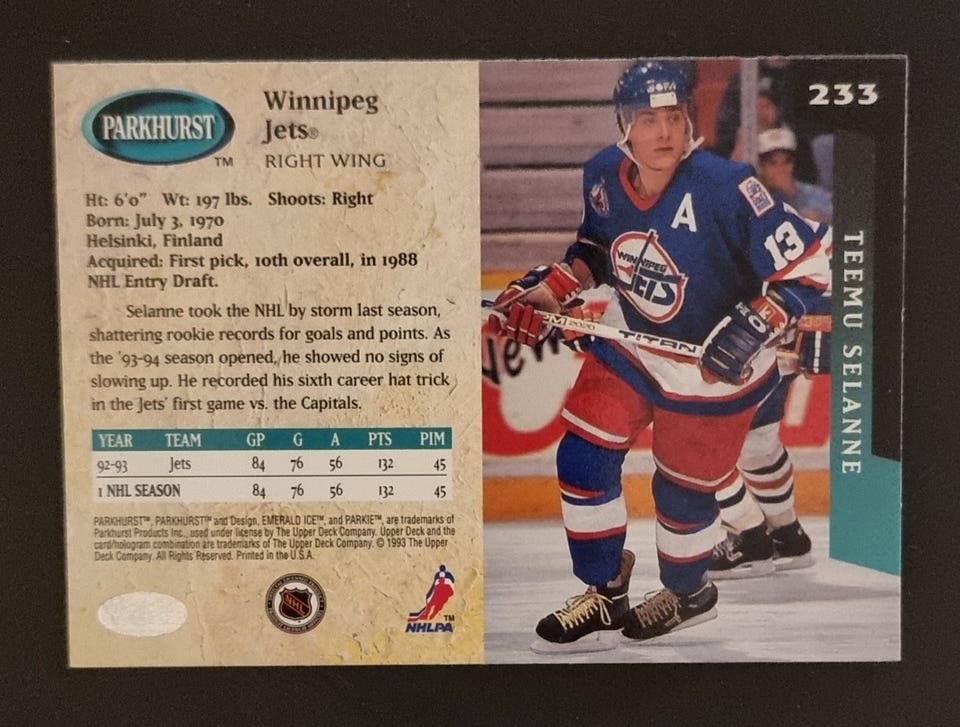 PARKHURST
TM
Winnipeg
Jets®
RIGHT WING
Ht: 6'0" Wt: 197 lbs. Shoots: Right
Born: July 3, 1970
Helsinki, Finland
Acquired: First pick, 10th overall, in 1988
NHL Entry Draft.
Selanne took the NHL by storm last season,
shattering rookie records for goals and points. As
the '93-94 season opened, he showed no signs of
slowing up. He recorded his sixth career hat trick
in the Jets' first game vs. the Capitals.
YEAR TEAM GP G A PTS PIM
92-93 Jets 84 76 56 132 45
1 NHL SEASON 84 76 56 132 45
PARKHURST™, PARKHURST™ and Design, EMERALD ICE™, and PARKIE™, are trademarks of
Parkhurst Products Inc., used under license by The Upper Deck Company. Upper Deck and the
card/hologram combination are trademarks of The Upper Deck Company. © 1993 The Upper
Deck Company. All Rights Reserved. Printed in the U.S.A.
NHL
TM
NHLPA
233
TEEMU SELANNE
A
13
WINNIPEG
JETS
2020
TITAN